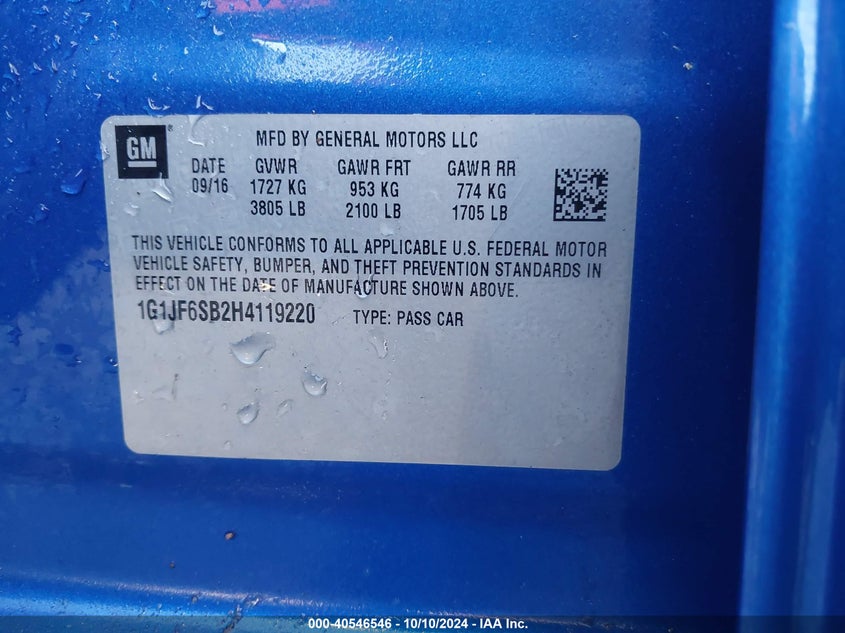 GM
MFD BY GENERAL MOTORS LLC
DATE GVWR GAWR FRT GAWR RR
09/16 1727 KG 953 KG 774 KG
3805 LB 2100 LB 1705 LB
THIS VEHICLE CONFORMS TO ALL APPLICABLE U.S. FEDERAL MOTOR
VEHICLE SAFETY, BUMPER, AND THEFT PREVENTION STANDARDS IN
EFFECT ON THE DATE OF MANUFACTURE SHOWN ABOVE.
1G1JF6SB2H4119220 TYPE: PASS CAR
000-40546546 - 10/10/2024 - IAA Inc.